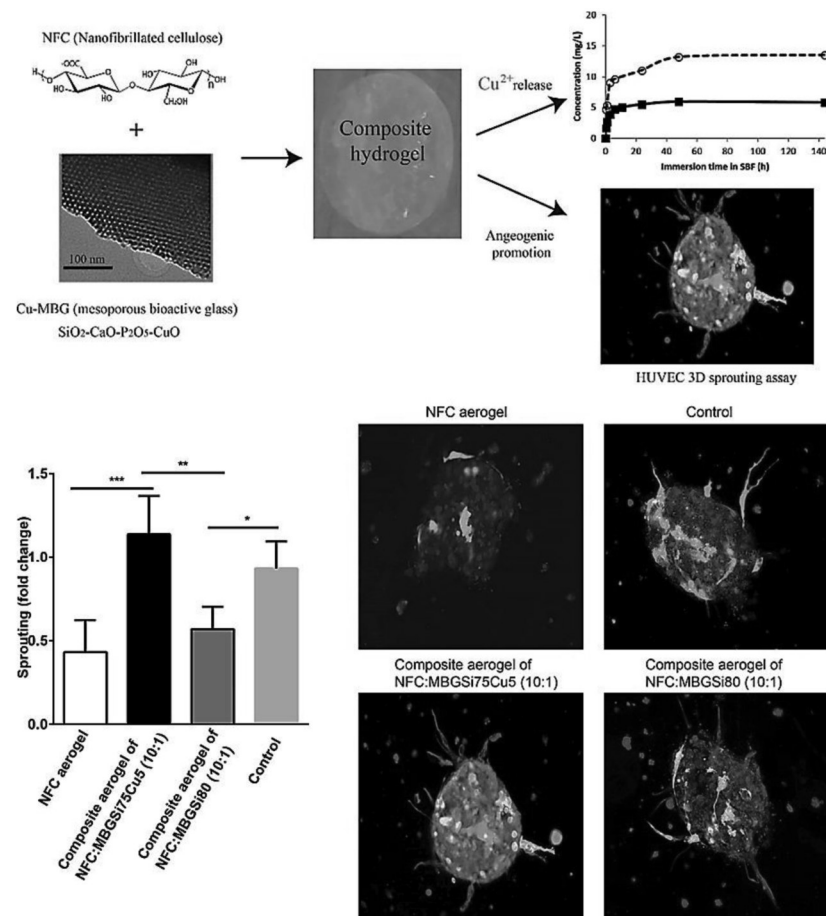 NFC (Nanofibrillated cellulose)
OOC
O
OH
HO
CH₂OH
n
+
100 nm
Cu-MBG (mesoporous bioactive glass)
SiO₂-CaO-P₂O₅-CuO
Composite
hydrogel
Cu²⁺release
Angeogenic
promotion
Concentration (mg/L)
20
15
10
5
0
0 20 40 60 80 100 120 140
Immersion time in SBF (h)
HUVEC 3D sprouting assay
Sprouting (fold change)
1.5
1.0
0.5
0.0
***
**
*
NFC aerogel
Composite aerogel of
NFC:MBGSi75Cu5 (10:1)
Composite aerogel of
NFC:MBGSi80 (10:1)
Control
NFC aerogel
Control
Composite aerogel of
NFC:MBGSi75Cu5 (10:1)
Composite aerogel of
NFC:MBGSi80 (10:1)